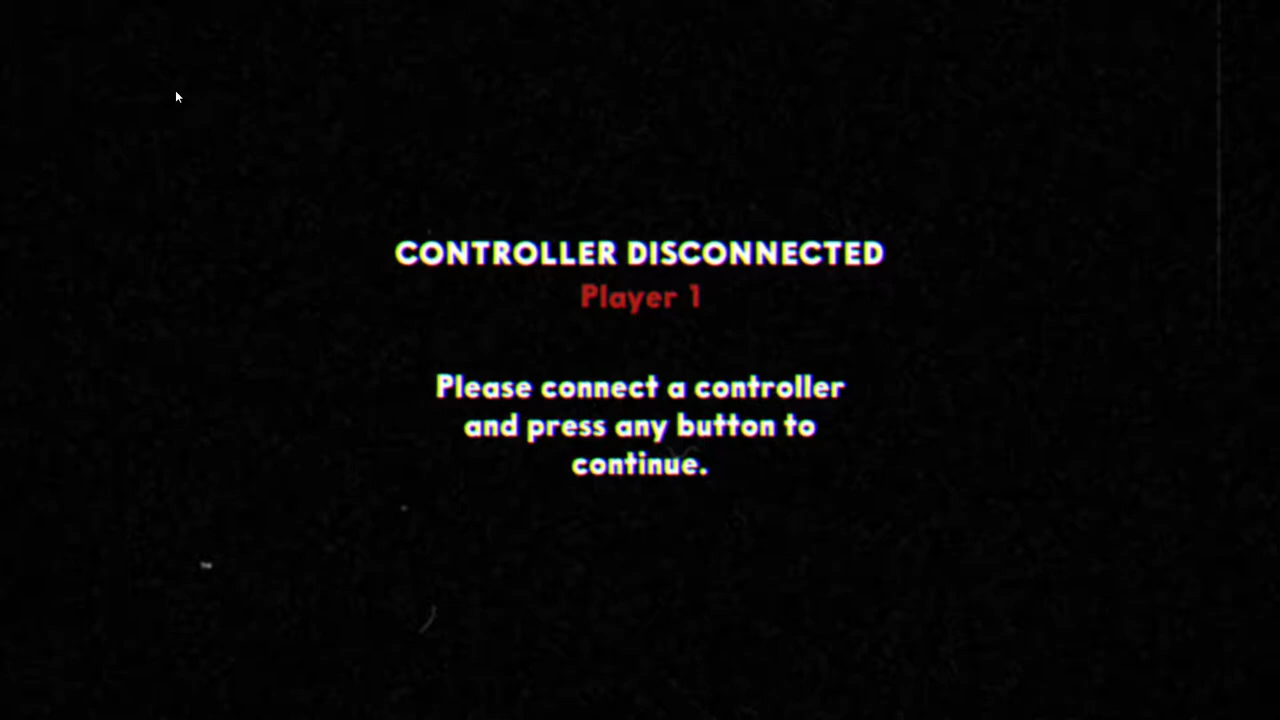 CONTROLLER DISCONNECTED
Player 1
Please connect a controller
and press any button to
continue.